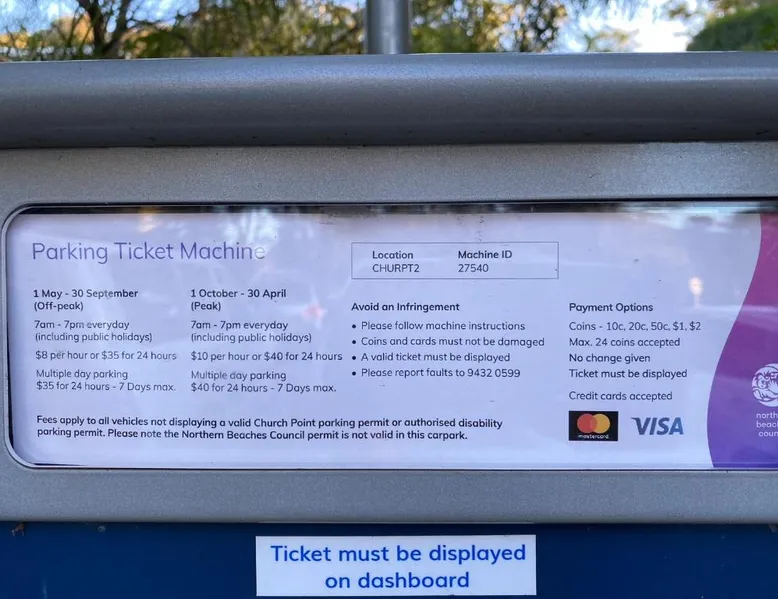 Parking Ticket Machine
Location Machine ID
CHURPT2 27540
1 May - 30 September
(Off-peak)
7am - 7pm everyday
(including public holidays)
$8 per hour or $35 for 24 hours
Multiple day parking
$35 for 24 hours - 7 Days max.
1 October - 30 April
(Peak)
7am - 7pm everyday
(including public holidays)
$10 per hour or $40 for 24 hours
Multiple day parking
$40 for 24 hours - 7 Days max.
Avoid an Infringement
• Please follow machine instructions
• Coins and cards must not be damaged
• A valid ticket must be displayed
• Please report faults to 9432 0599
Payment Options
Coins - 10c, 20c, 50c, $1, $2
Max. 24 coins accepted
No change given
Ticket must be displayed
Credit cards accepted
mastercard VISA
Fees apply to all vehicles not displaying a valid Church Point parking permit or authorised disability
parking permit. Please note the Northern Beaches Council permit is not valid in this carpark.
north
beac
coun
Ticket must be displayed
on dashboard